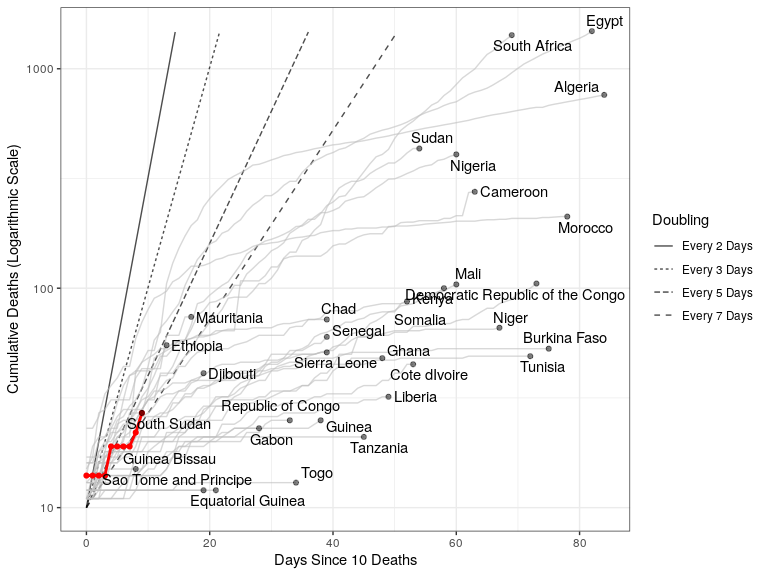 Egypt
South Africa
1000
Algeria
Sudan
Nigeria
Cameroon
Morocco
Doubling
Every 2 Days
Every 3 Days
Every 5 Days
Every 7 Days
Mali
100
Democratic Republic of the Congo
Kenya
Chad
Mauritania
Somalia
Niger
Senegal
Burkina Faso
Ethiopia
Ghana
Sierra Leone
Tunisia
Djibouti
Cote dIvoire
Liberia
Republic of Congo
South Sudan
Guinea
Gabon
Tanzania
Guinea Bissau
Togo
Sao Tome and Principe
Equatorial Guinea
10
0
20
40
60
80
Days Since 10 Deaths
Cumulative Deaths (Logarithmic Scale)